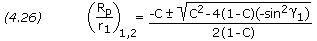 (4.26) (Rp/r1)1,2 = -C ± √C²-4(1-C)(-sin²γ1) / 2(1-C)